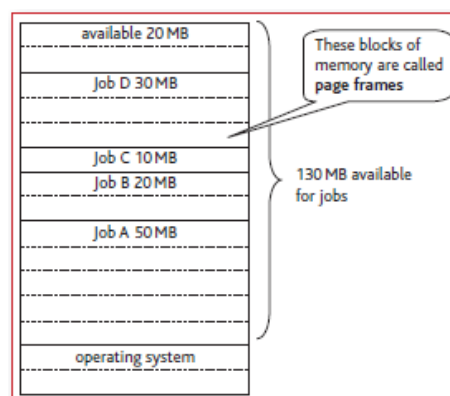 available 20 MB
Job D 30 MB
Job C 10 MB
Job B 20 MB
Job A 50 MB
operating system
These blocks of
memory are called
page frames
130 MB available
for jobs